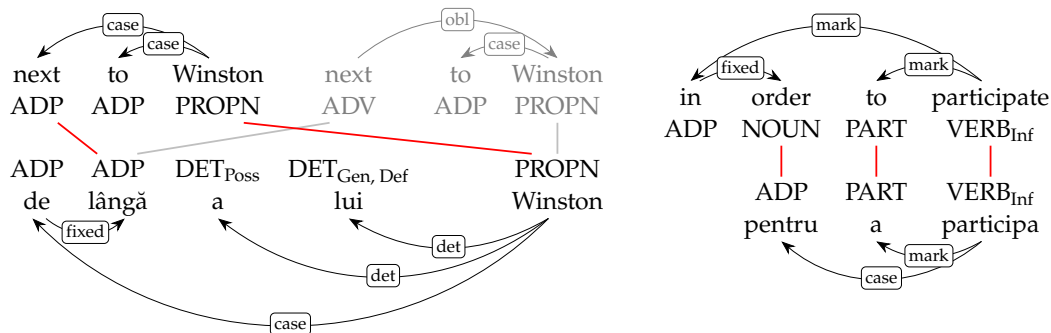 case case obl case
next to Winston next to Winston
ADP ADP PROPN ADV ADP PROPN
ADP ADP DET_Poss DET_Gen, Def PROPN
de lângă a lui Winston
fixed det det case
mark fixed mark
in order to participate
ADP NOUN PART VERB_Inf
ADP PART VERB_Inf
pentru a participa
mark case